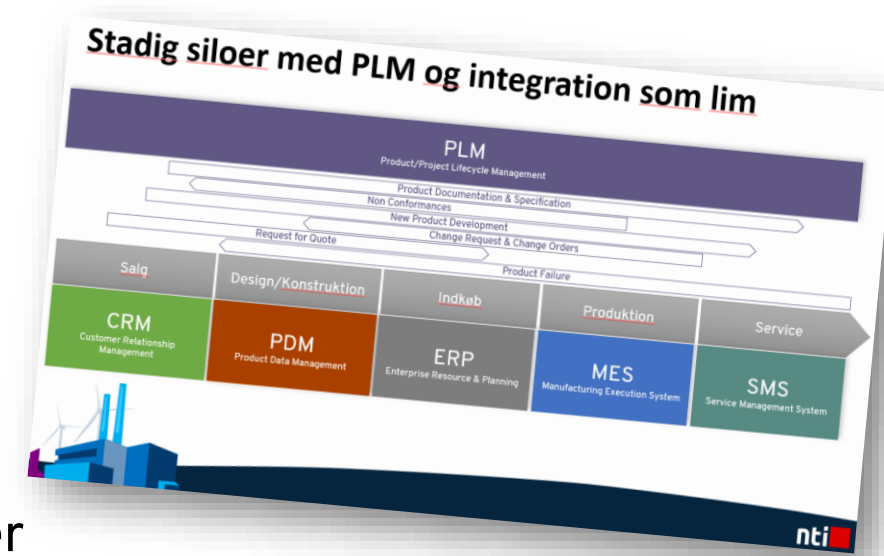 Stadig siloer med PLM og integration som lim
PLM
Product/Project Lifecycle Management
Product Documentation & Specification
Non Conformances
New Product Development
Change Request & Change Orders
Request for Quote
Product Failure
Salg
Design/Konstruktion
Indkøb
Produktion
Service
CRM
Customer Relationship
Management
PDM
Product Data Management
ERP
Enterprise Resource & Planning
MES
Manufacturing Execution System
SMS
Service Management System
nti
er